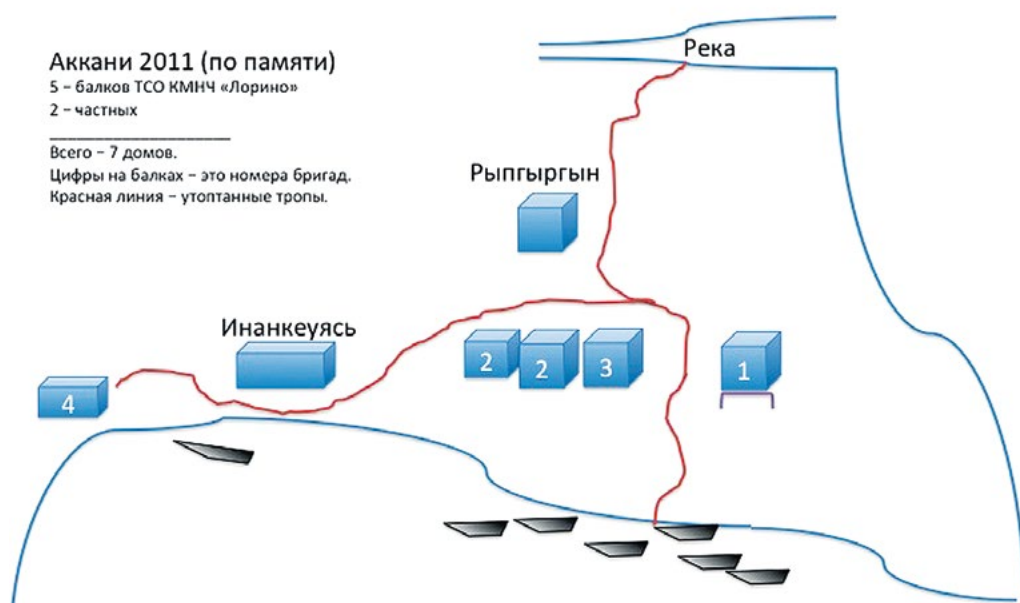 Аккани 2011 (по памяти)
5 – балков ТСО КМНЧ «Лорино»
2 – частных
Всего – 7 домов.
Цифры на балках – это номера бригад.
Красная линия – утоптанные тропы.
Река
Рыпгыргын
Инанкеуясь
2
2
3
1
4